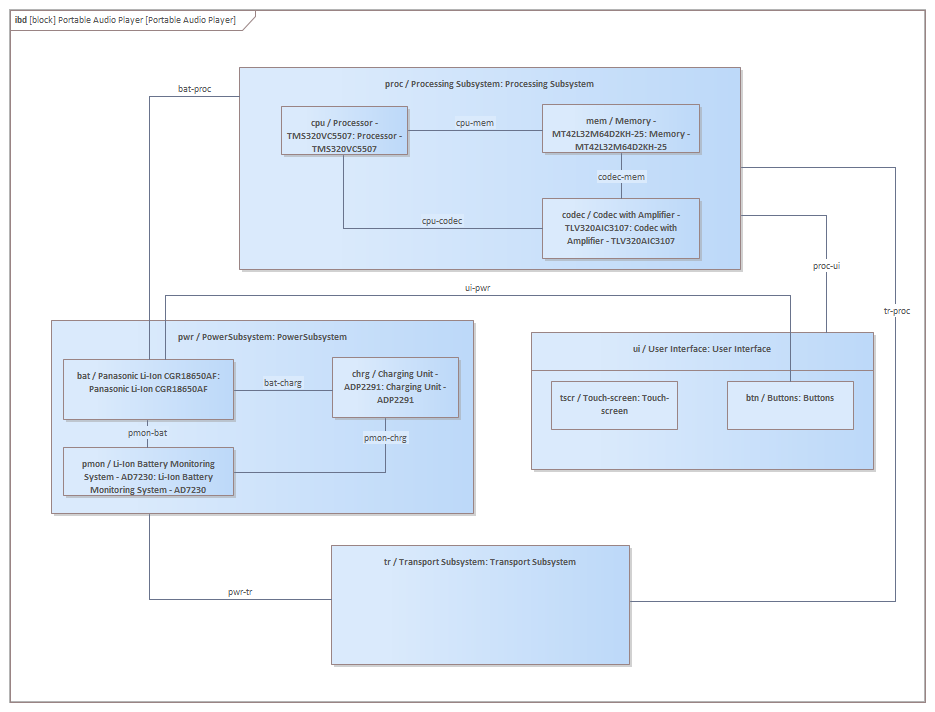 ibd [block] Portable Audio Player [Portable Audio Player]
proc / Processing Subsystem: Processing Subsystem
bat-proc
cpu / Processor -
TMS320VC5507: Processor -
TMS320VC5507
cpu-mem
mem / Memory -
MT42L32M64D2KH-25: Memory -
MT42L32M64D2KH-25
codec-mem
cpu-codec
codec / Codec with Amplifier -
TLV320AIC3107: Codec with
Amplifier - TLV320AIC3107
proc-ui
ui-pwr
tr-proc
pwr / PowerSubsystem: PowerSubsystem
bat / Panasonic Li-Ion CGR18650AF:
Panasonic Li-Ion CGR18650AF
bat-charg
chrg / Charging Unit -
ADP2291: Charging Unit -
ADP2291
pmon-bat
pmon-chrg
pmon / Li-Ion Battery Monitoring
System - AD7230: Li-Ion Battery
Monitoring System - AD7230
ui / User Interface: User Interface
tscr / Touch-screen: Touch-
screen
btn / Buttons: Buttons
tr / Transport Subsystem: Transport Subsystem
pwr-tr